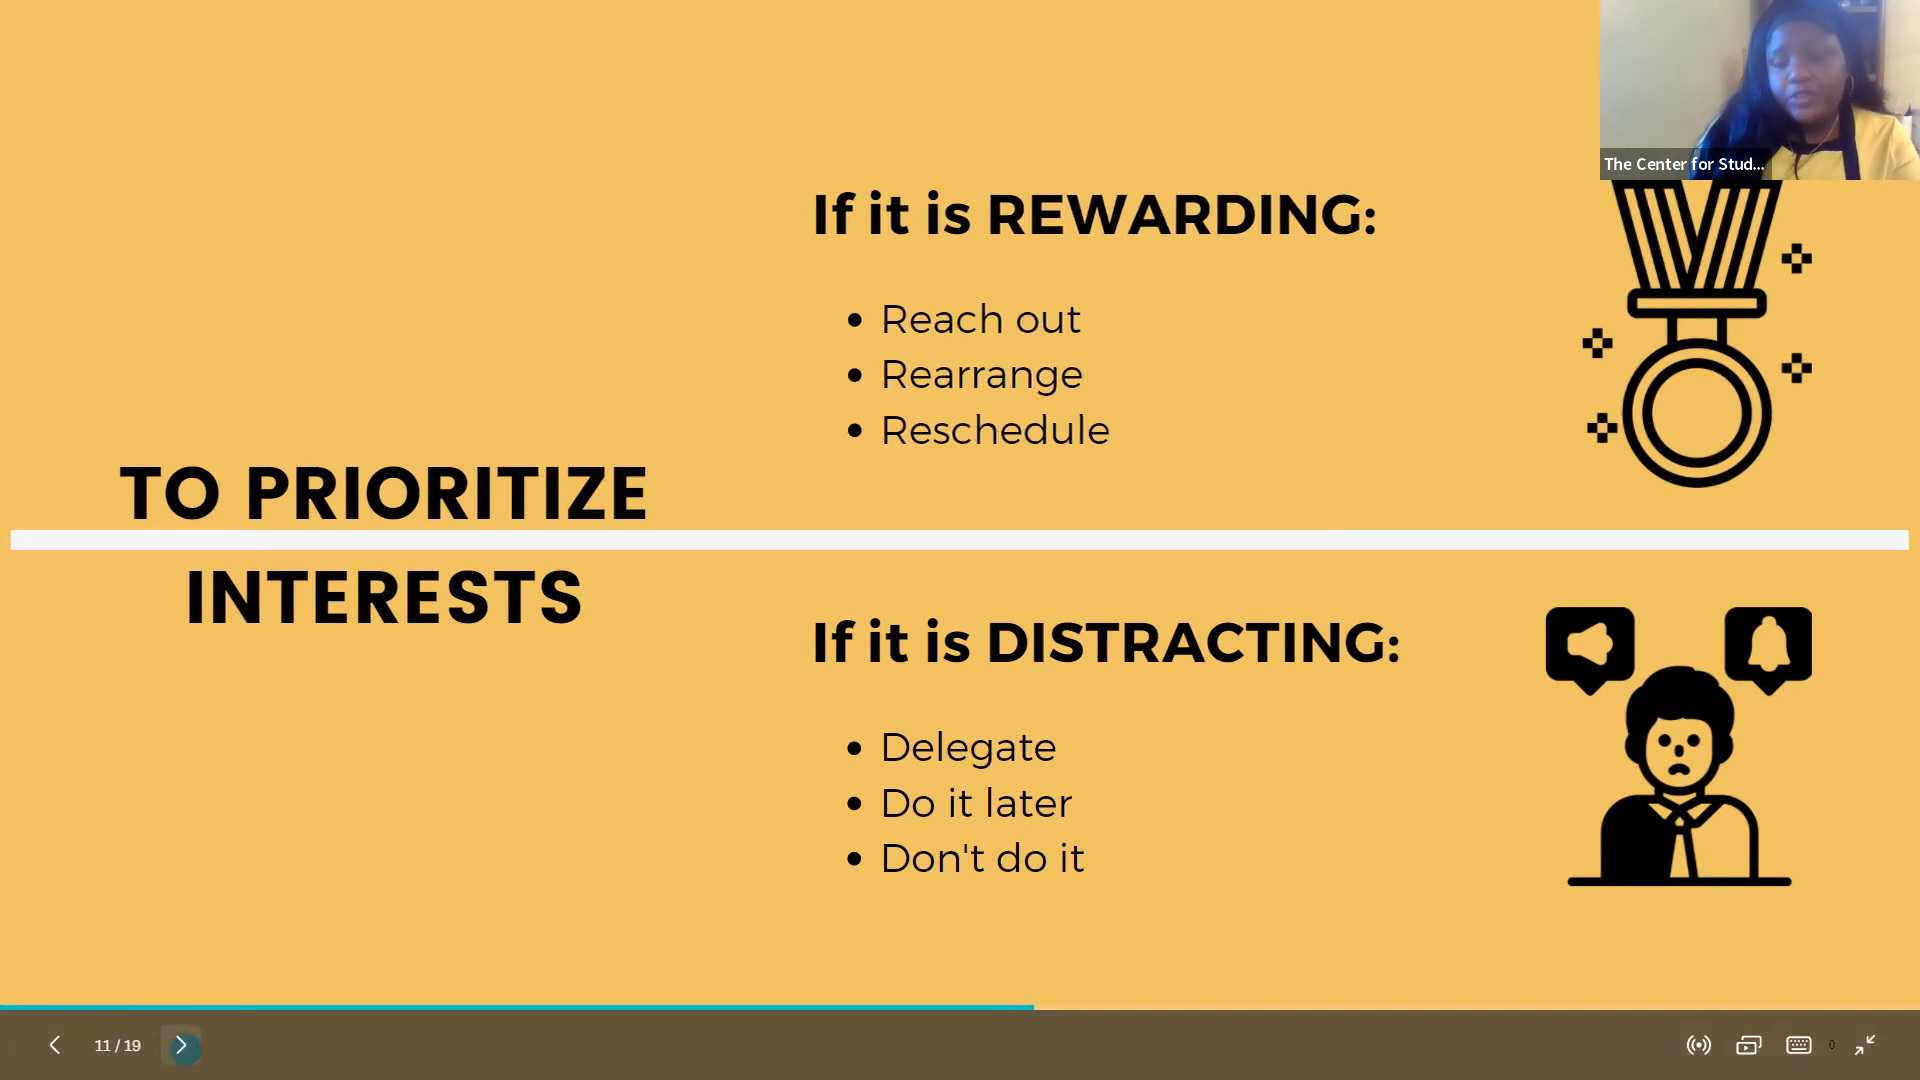 The Center for Stud...
If it is REWARDING:
• Reach out
• Rearrange
• Reschedule
TO PRIORITIZE
INTERESTS
If it is DISTRACTING:
• Delegate
• Do it later
• Don't do it
11 / 19
0